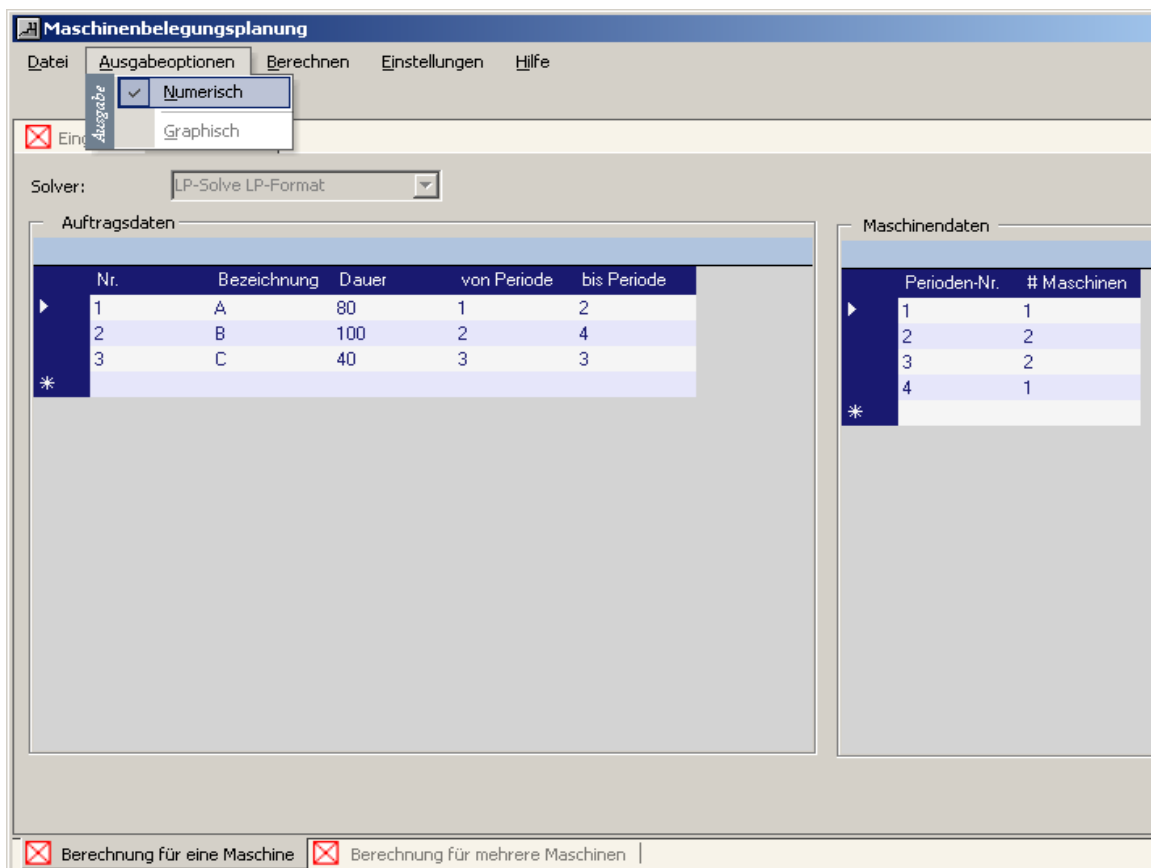 Maschinenbelegungsplanung
Datei Ausgabeoptionen Berechnen Einstellungen Hilfe
Ausgabe
Numerisch
Graphisch
Solver: LP-Solve LP-Format
Auftragsdaten
Nr. Bezeichnung Dauer von Periode bis Periode
1 A 80 1 2
2 B 100 2 4
3 C 40 3 3
*
Maschinendaten
Perioden-Nr. # Maschinen
1 1
2 2
3 2
4 1
*
Berechnung für eine Maschine Berechnung für mehrere Maschinen